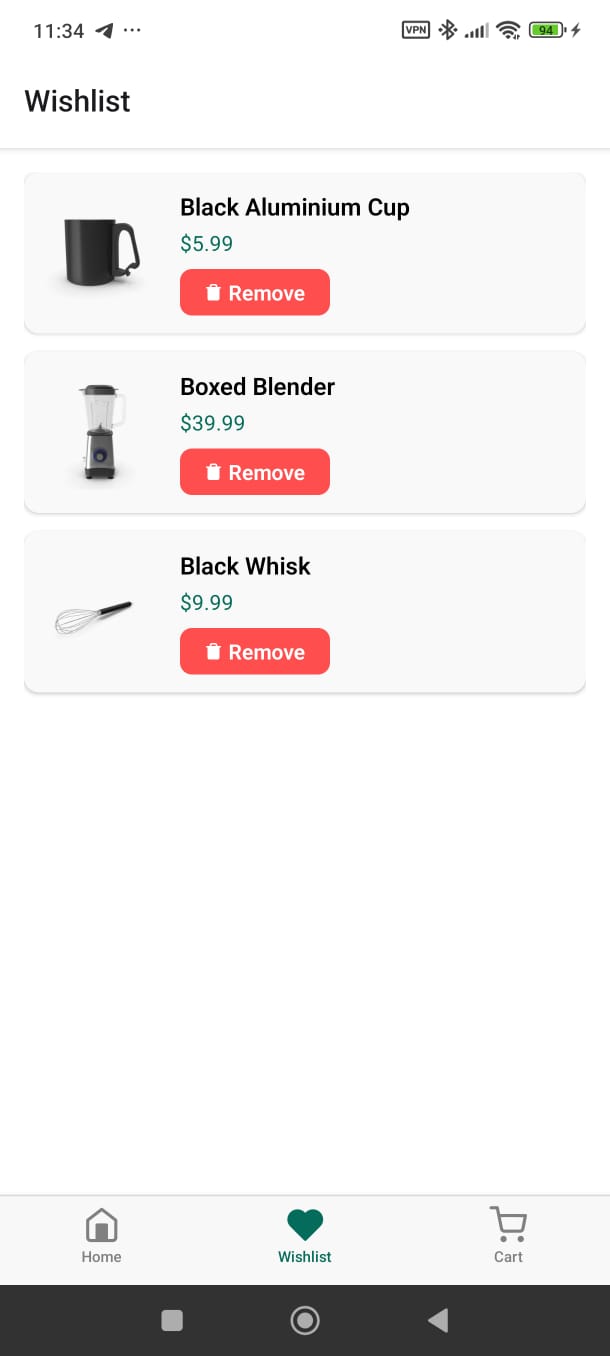 11:34 ... VPN 94
Wishlist
Black Aluminium Cup
$5.99
Remove
Boxed Blender
$39.99
Remove
Black Whisk
$9.99
Remove
Home Wishlist Cart